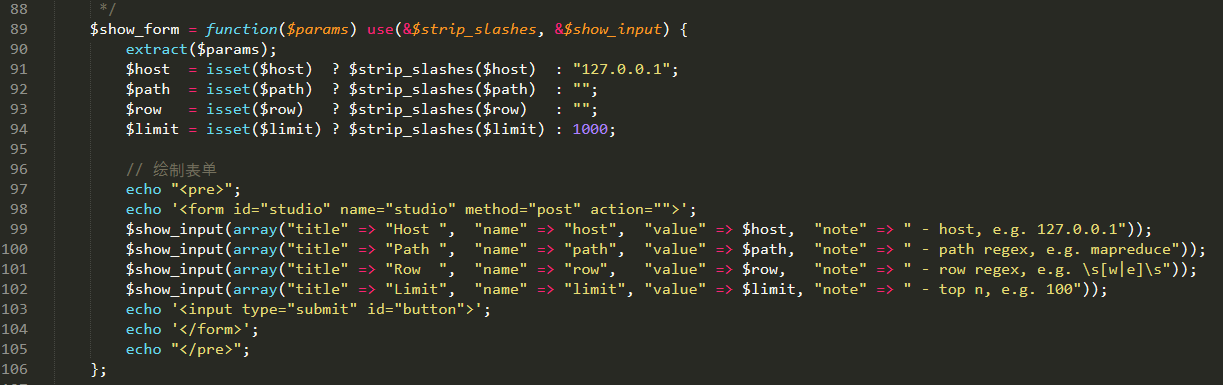 88         */
89        $show_form = function($params) use(&$strip_slashes, &$show_input) {
90            extract($params);
91            $host  = isset($host)  ? $strip_slashes($host)  : "127.0.0.1";
92            $path  = isset($path)  ? $strip_slashes($path)  : "";
93            $row   = isset($row)   ? $strip_slashes($row)   : "";
94            $limit = isset($limit) ? $strip_slashes($limit) : 1000;
95
96            // 绘制表单
97            echo "<pre>";
98            echo '<form id="studio" name="studio" method="post" action="">';
99            $show_input(array("title" => "Host ",  "name" => "host",  "value" => $host,  "note" => " - host, e.g. 127.0.0.1"));
100           $show_input(array("title" => "Path ",  "name" => "path",  "value" => $path,  "note" => " - path regex, e.g. mapreduce"));
101           $show_input(array("title" => "Row  ",  "name" => "row",   "value" => $row,   "note" => " - row regex, e.g. \s[w|e]\s"));
102           $show_input(array("title" => "Limit",  "name" => "limit", "value" => $limit, "note" => " - top n, e.g. 100"));
103           echo '<input type="submit" id="button">';
104           echo '</form>';
105           echo "</pre>";
106       };